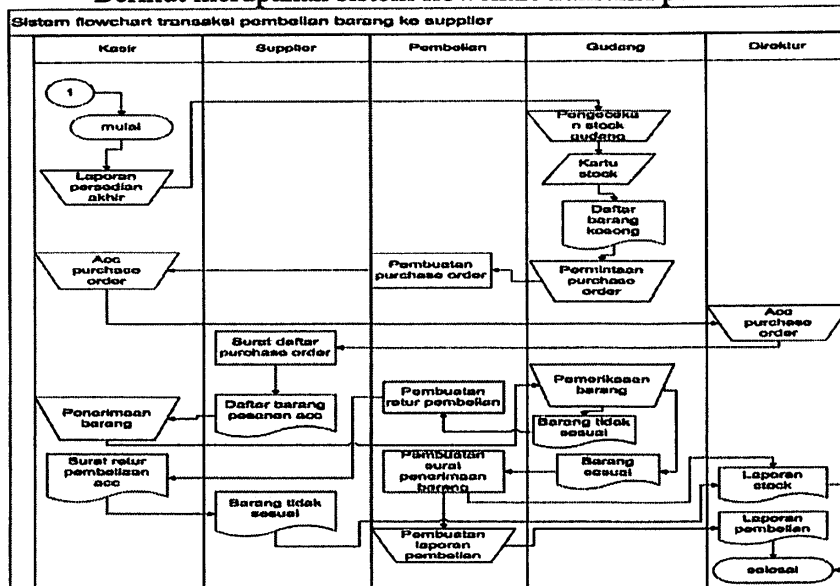 Sistem flowchart transaksi pembelian barang ke supplier
Kasir
Supplier
Pembelian
Gudang
Direktur
1
mulai
Laporan
persedian
akhir
Pengeceka
n stock
gudang
Kartu
stock
Daftar
barang
kosong
Acc
purchase
order
Pembuatan
purchase order
Permintaan
purchase
order
Acc
purchase
order
Surat daftar
purchase order
Penerimaan
barang
Daftar barang
pesanan acc
Pembuatan
retur pembelian
Pemeriksaan
barang
Barang tidak
sesuai
Surat retur
pembeliaan
acc
Barang tidak
sesuai
Pembuatan
surat
penerimaan
barang
Barang
sesuai
Laporan
stock
Pembuatan
laporan
pembelian
Laporan
pembelian
selesai